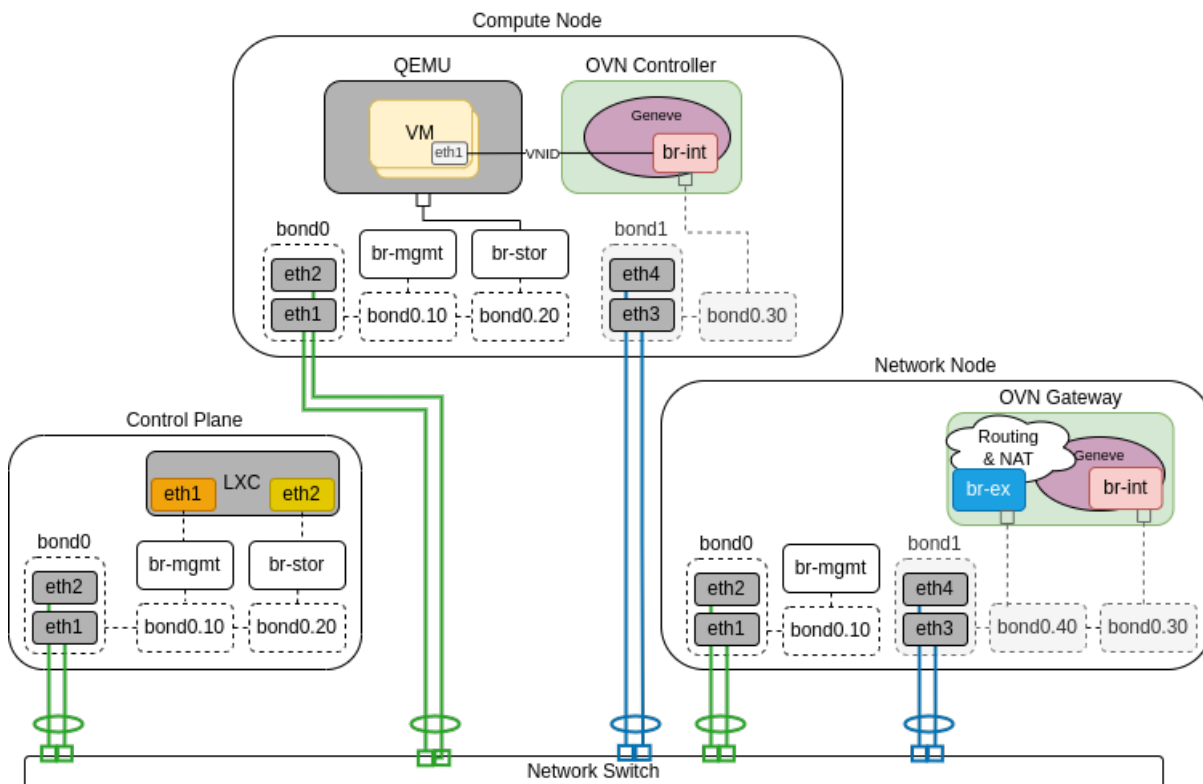 Compute Node
QEMU
OVN Controller
VM
eth1
VNID
Geneve
br-int
bond0
eth2
eth1
br-mgmt
bond0.10
br-stor
bond0.20
bond1
eth4
eth3
bond0.30
Control Plane
LXC
eth1
eth2
bond0
eth2
eth1
br-mgmt
bond0.10
br-stor
bond0.20
Network Node
OVN Gateway
Routing
& NAT
Geneve
br-ex
br-int
bond0
eth2
eth1
br-mgmt
bond0.10
bond1
eth4
eth3
bond0.40
bond0.30
Network Switch